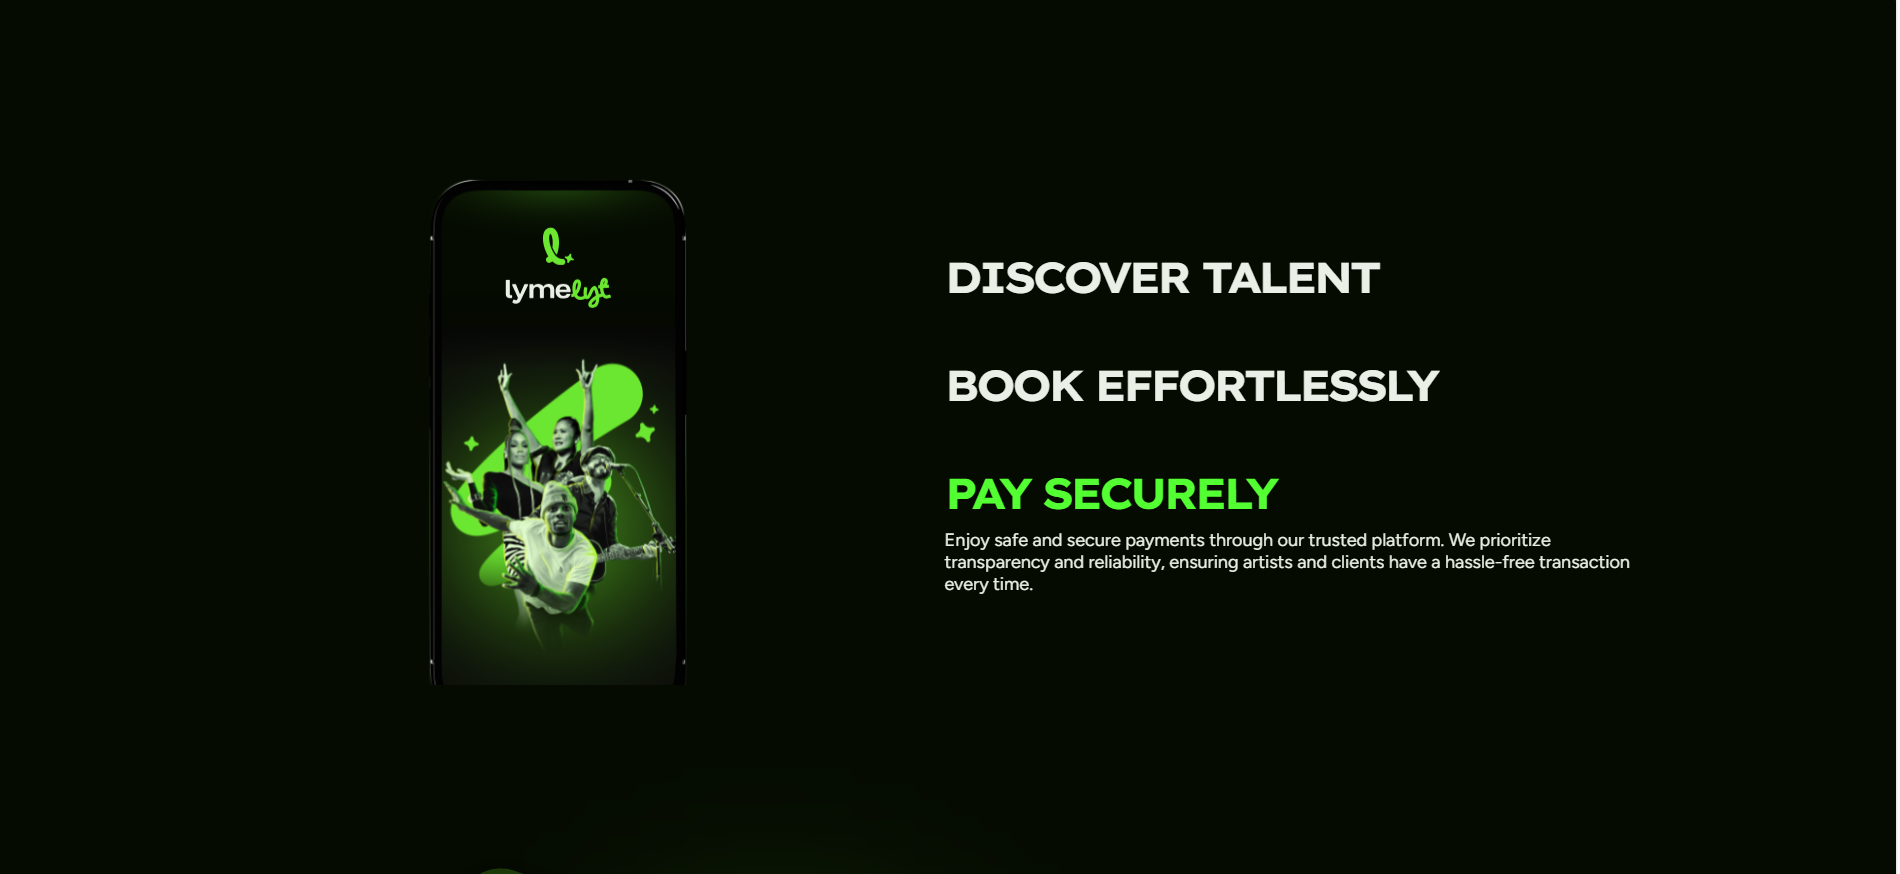 lymelyt
DISCOVER TALENT
BOOK EFFORTLESSLY
PAY SECURELY
Enjoy safe and secure payments through our trusted platform. We prioritize
transparency and reliability, ensuring artists and clients have a hassle-free transaction
every time.